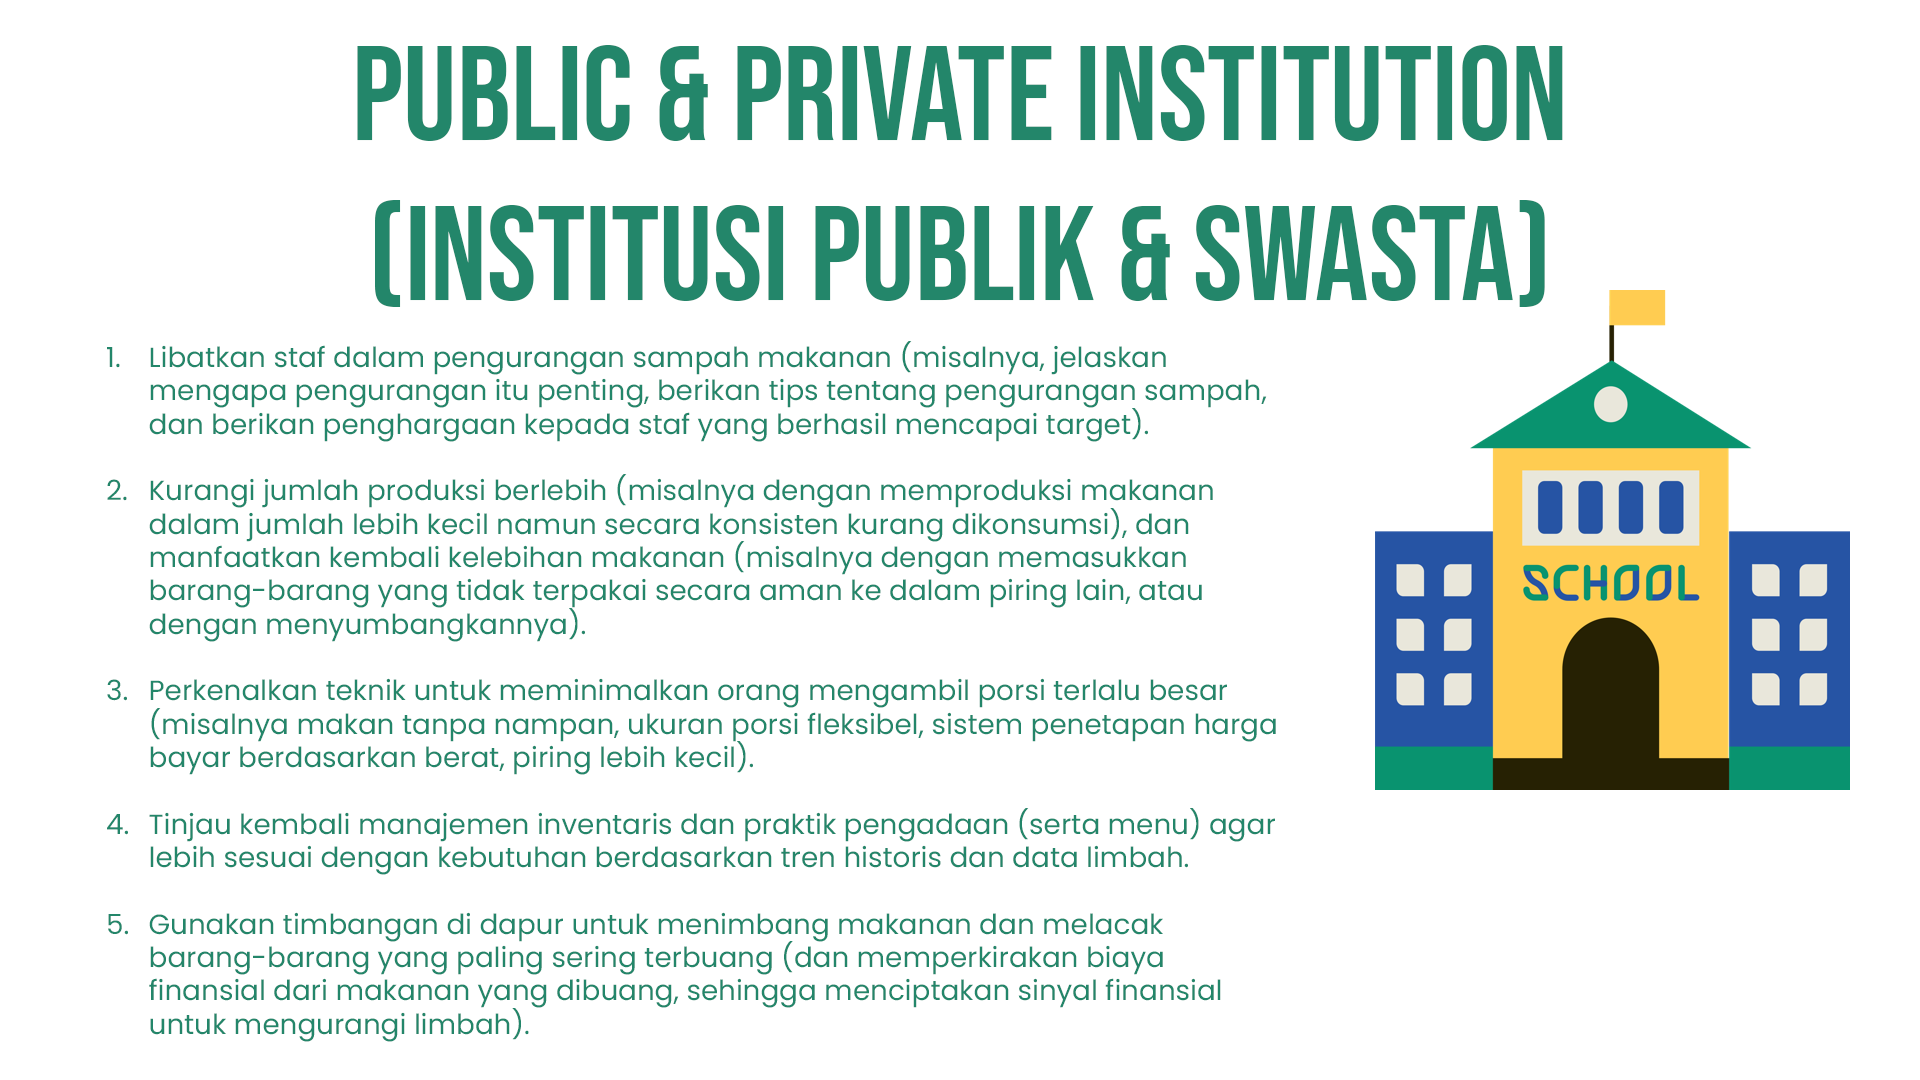 PUBLIC & PRIVATE INSTITUTION
(INSTITUSI PUBLIK & SWASTA)
1. Libatkan staf dalam pengurangan sampah makanan (misalnya, jelaskan
mengapa pengurangan itu penting, berikan tips tentang pengurangan sampah,
dan berikan penghargaan kepada staf yang berhasil mencapai target).
2. Kurangi jumlah produksi berlebih (misalnya dengan memproduksi makanan
dalam jumlah lebih kecil namun secara konsisten kurang dikonsumsi), dan
manfaatkan kembali kelebihan makanan (misalnya dengan memasukkan
barang-barang yang tidak terpakai secara aman ke dalam piring lain, atau
dengan menyumbangkannya).
3. Perkenalkan teknik untuk meminimalkan orang mengambil porsi terlalu besar
(misalnya makan tanpa nampan, ukuran porsi fleksibel, sistem penetapan harga
bayar berdasarkan berat, piring lebih kecil).
4. Tinjau kembali manajemen inventaris dan praktik pengadaan (serta menu) agar
lebih sesuai dengan kebutuhan berdasarkan tren historis dan data limbah.
5. Gunakan timbangan di dapur untuk menimbang makanan dan melacak
barang-barang yang paling sering terbuang (dan memperkirakan biaya
finansial dari makanan yang dibuang, sehingga menciptakan sinyal finansial
untuk mengurangi limbah).
SCHOOL